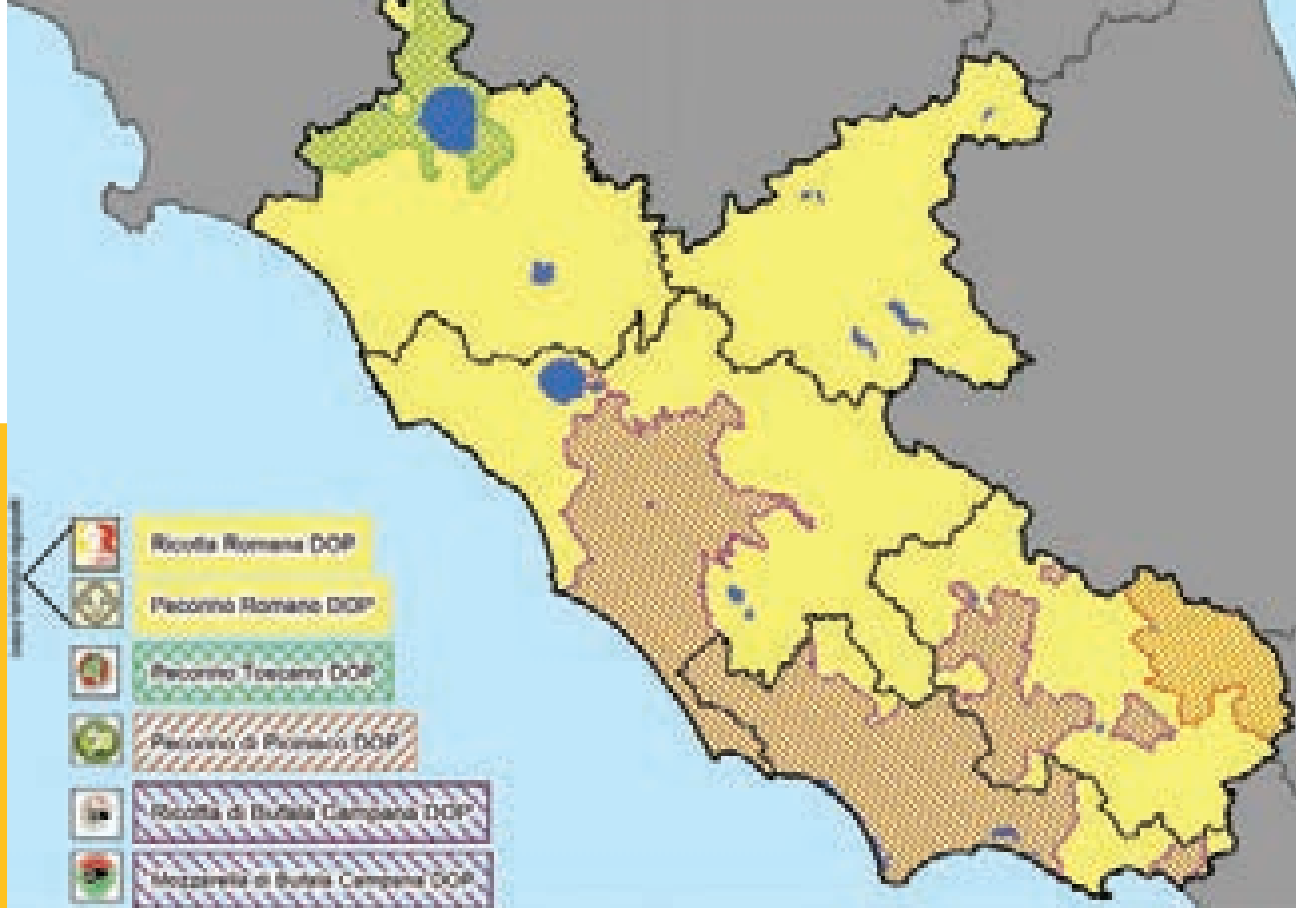 Ricotta Romana DOP
Pecorino Romano DOP
Pecorino Toscano DOP
Pecorino di Picinisco DOP
Ricotta di Bufala Campana DOP
Mozzarella di Bufala Campana DOP